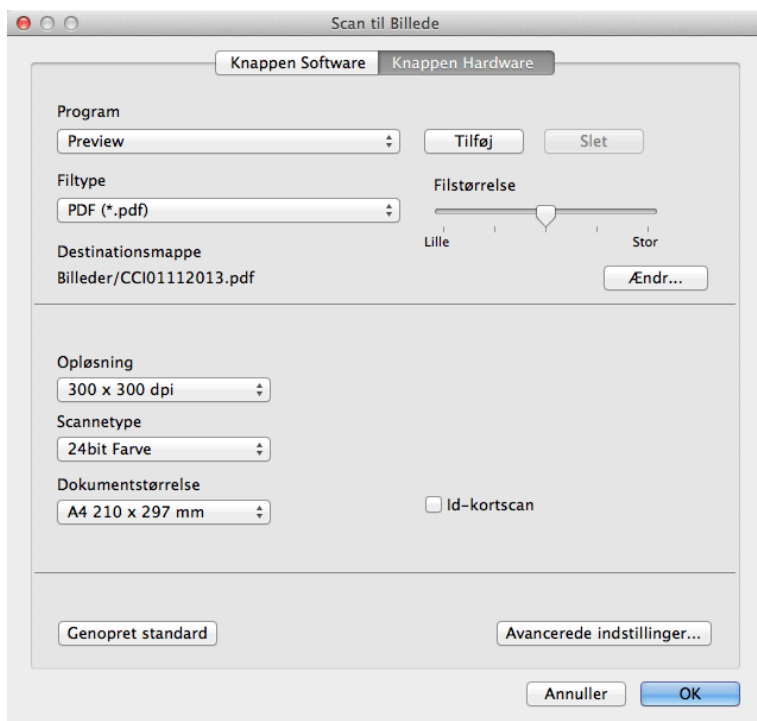 Scan til Billede
Knappen Software Knappen Hardware
Program
Preview Tilføj Slet
Filtype Filstørrelse
PDF (*.pdf)
Lille Stor
Destinationsmappe
Billeder/CCI01112013.pdf Ændr...
Opløsning
300 x 300 dpi
Scannetype
24bit Farve
Dokumentstørrelse
A4 210 x 297 mm Id-kortscan
Genopret standard Avancerede indstillinger...
Annuller OK